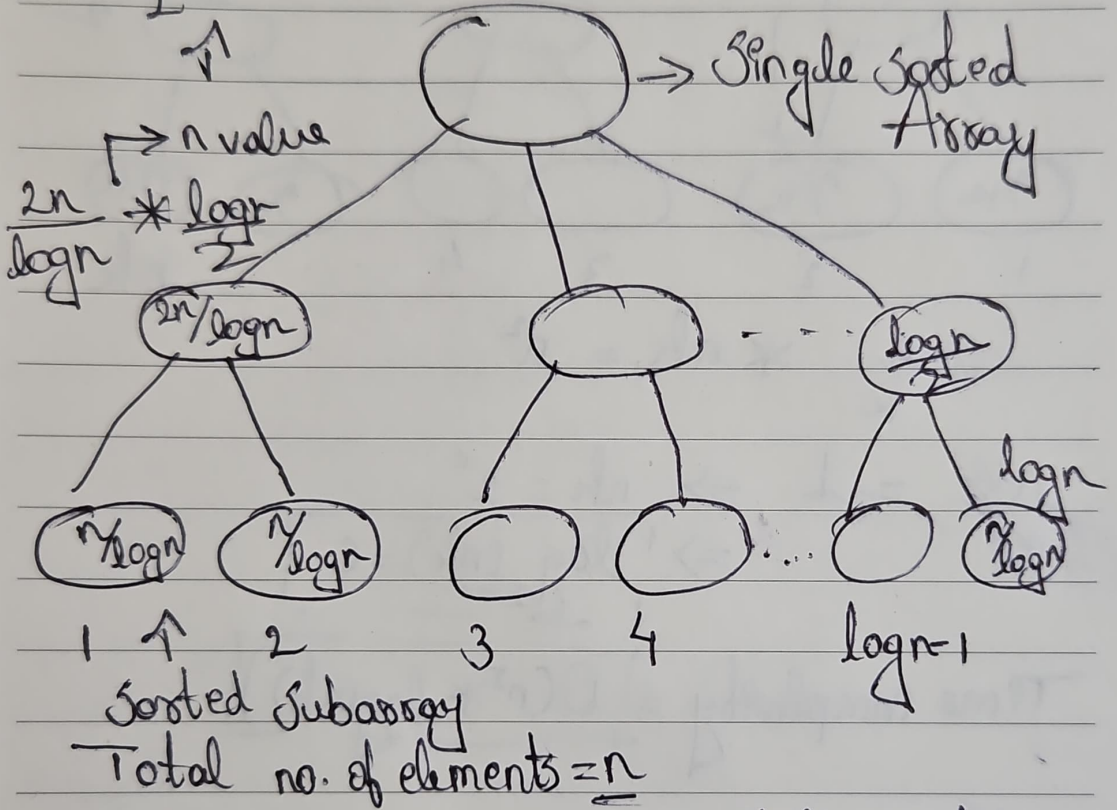 → Single Sorted
Array
→ n value
2n/logn * logn/2
2n/logn
logn/2
logn
n/logn n/logn n/logn
1 2 3 4 logn-1
Sorted Subarray
Total no. of elements = n